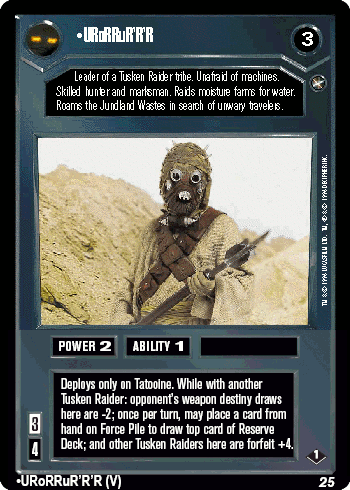 •URoRRuR'R'R
3
Leader of a Tusken Raider tribe. Unafraid of machines.
Skilled hunter and marksman. Raids moisture farms for water.
Roams the Jundland Wastes in search of unwary travelers.
POWER 2 ABILITY 1
Deploys only on Tatooine. While with another
Tusken Raider: opponent's weapon destiny draws
here are -2; once per turn, may place a card from
hand on Force Pile to draw top card of Reserve
Deck; and other Tusken Raiders here are forfeit +4.
3
4
1
•URoRRuR'R'R (V)
25